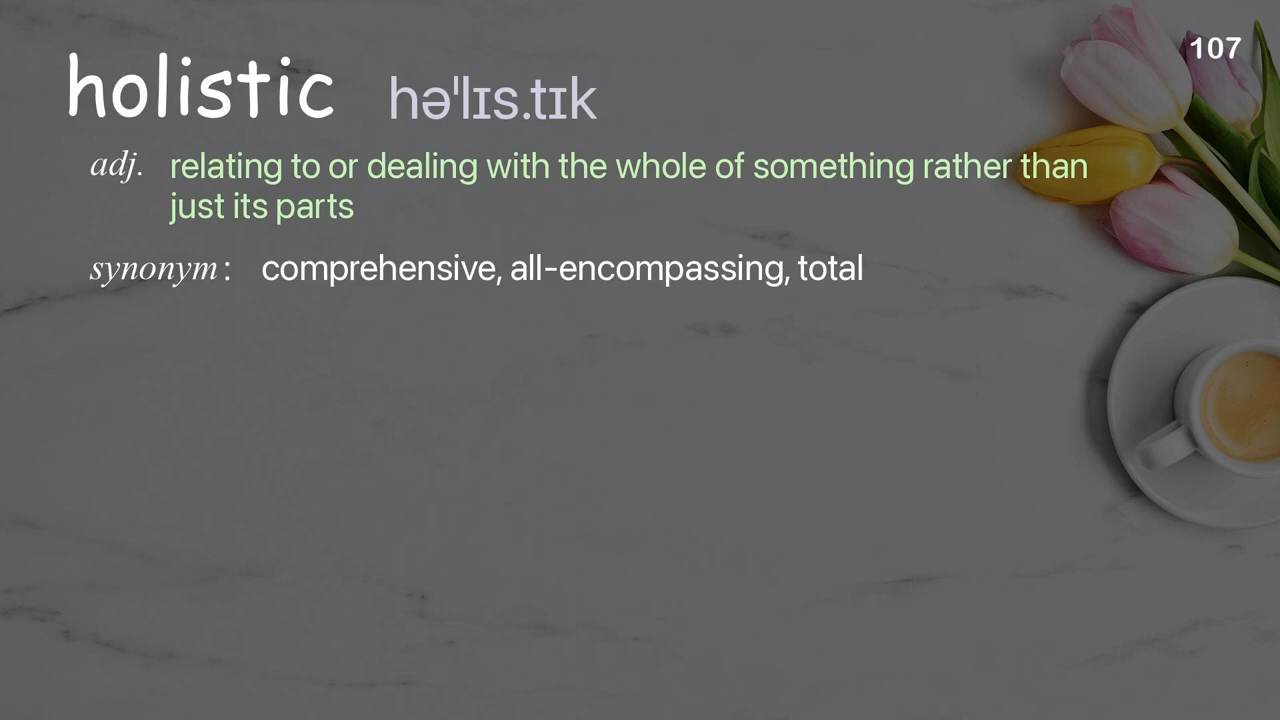 107
holistic həˈlɪs.tɪk
adj. relating to or dealing with the whole of something rather than
just its parts
synonym : comprehensive, all-encompassing, total